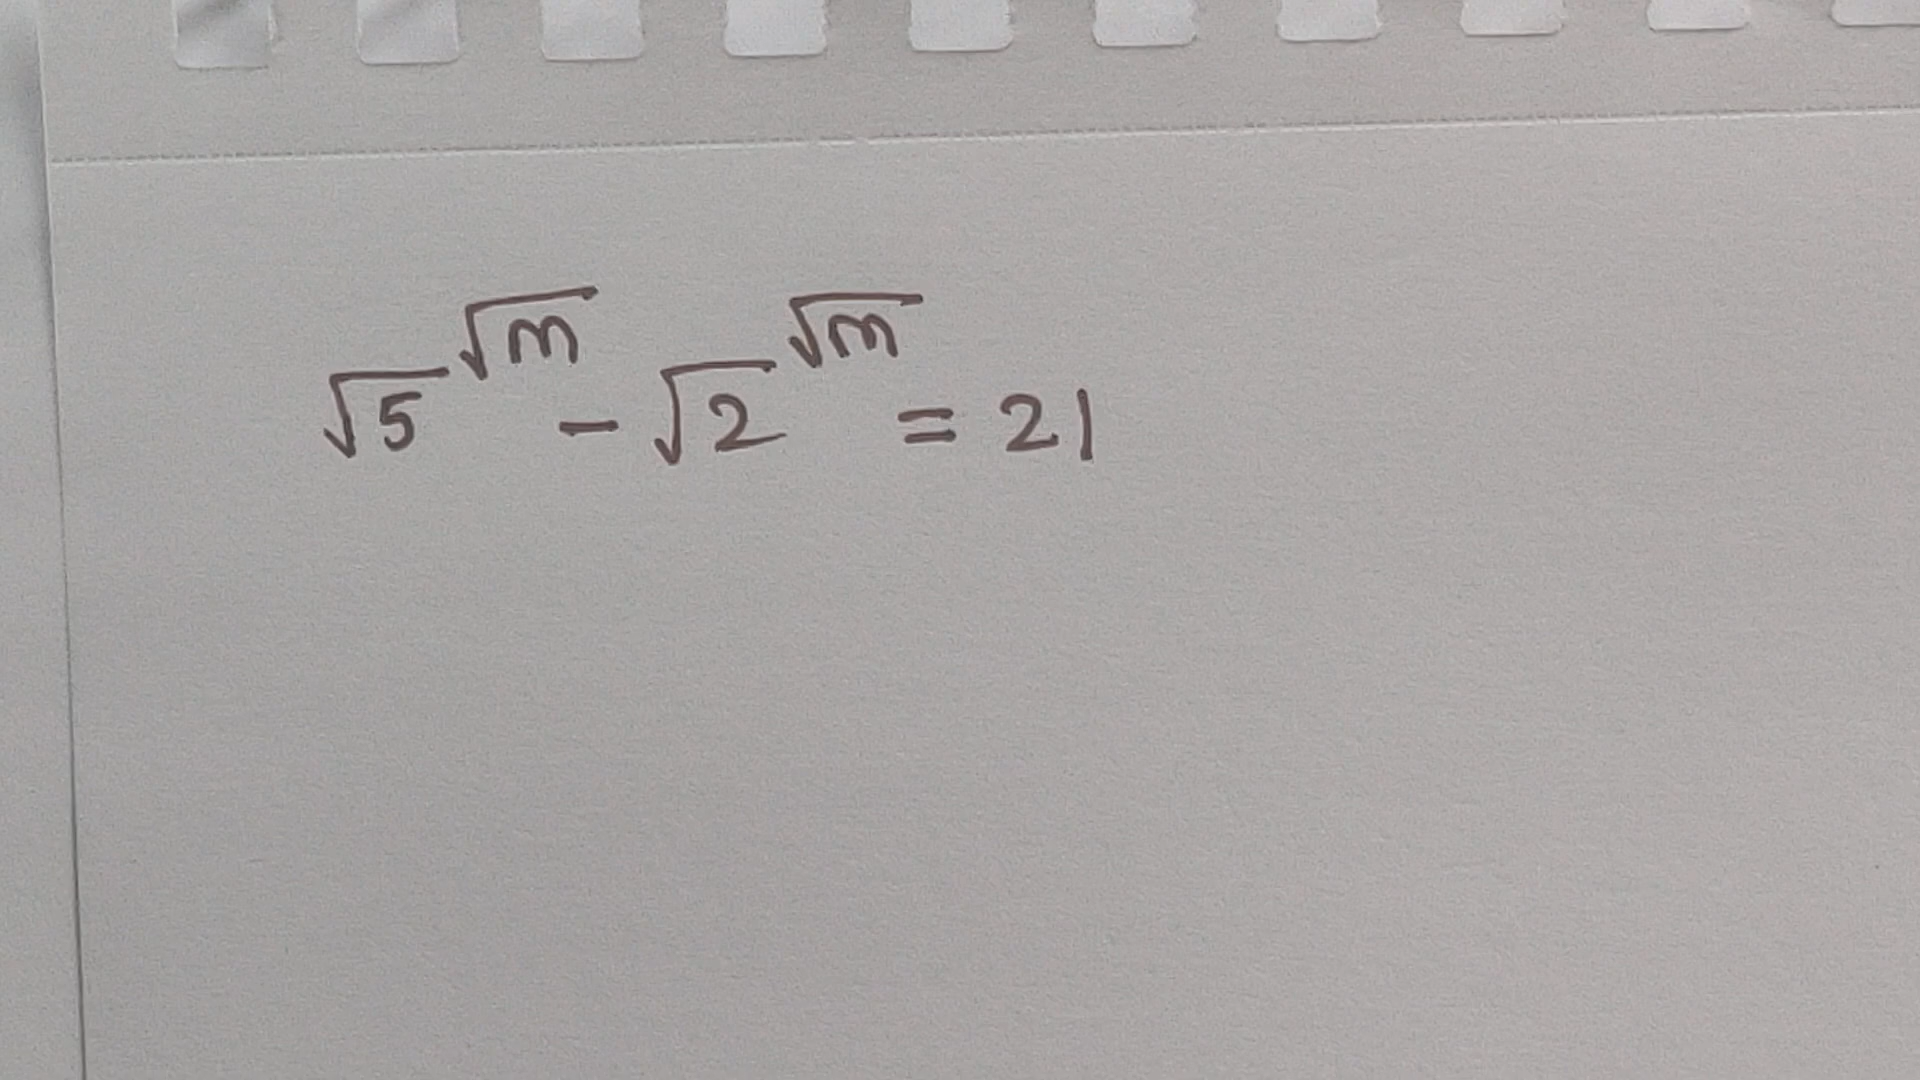 √5^√m − √2^√m = 21